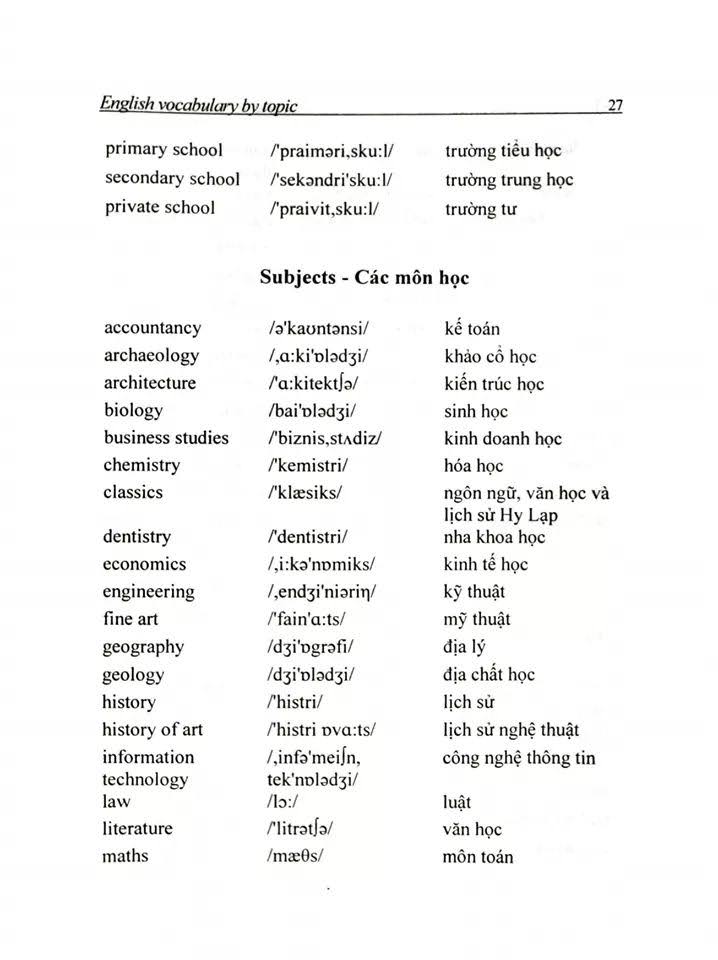 English vocabulary by topic 27
primary school /'praiməri,sku:l/ trường tiểu học
secondary school /'sekəndri'sku:l/ trường trung học
private school /'praivit,sku:l/ trường tư
Subjects - Các môn học
accountancy /ə'kaʊntənsi/ kế toán
archaeology /,ɑ:ki'ɒlədʒi/ khảo cổ học
architecture /'ɑ:kitektʃə/ kiến trúc học
biology /bai'ɒlədʒi/ sinh học
business studies /'biznis,stʌdiz/ kinh doanh học
chemistry /'kemistri/ hóa học
classics /'klæsiks/ ngôn ngữ, văn học và
lịch sử Hy Lạp
dentistry /'dentistri/ nha khoa học
economics /,i:kə'nɒmiks/ kinh tế học
engineering /,endʒi'niəriη/ kỹ thuật
fine art /'fain'ɑ:ts/ mỹ thuật
geography /dʒi'ɒgrəfi/ địa lý
geology /dʒi'ɒlədʒi/ địa chất học
history /'histri/ lịch sử
history of art /'histri ɒvɑ:ts/ lịch sử nghệ thuật
information /,infə'meiʃn, công nghệ thông tin
technology tek'nɒlədʒi/
law /lɔ:/ luật
literature /'litrətʃə/ văn học
maths /mæθs/ môn toán